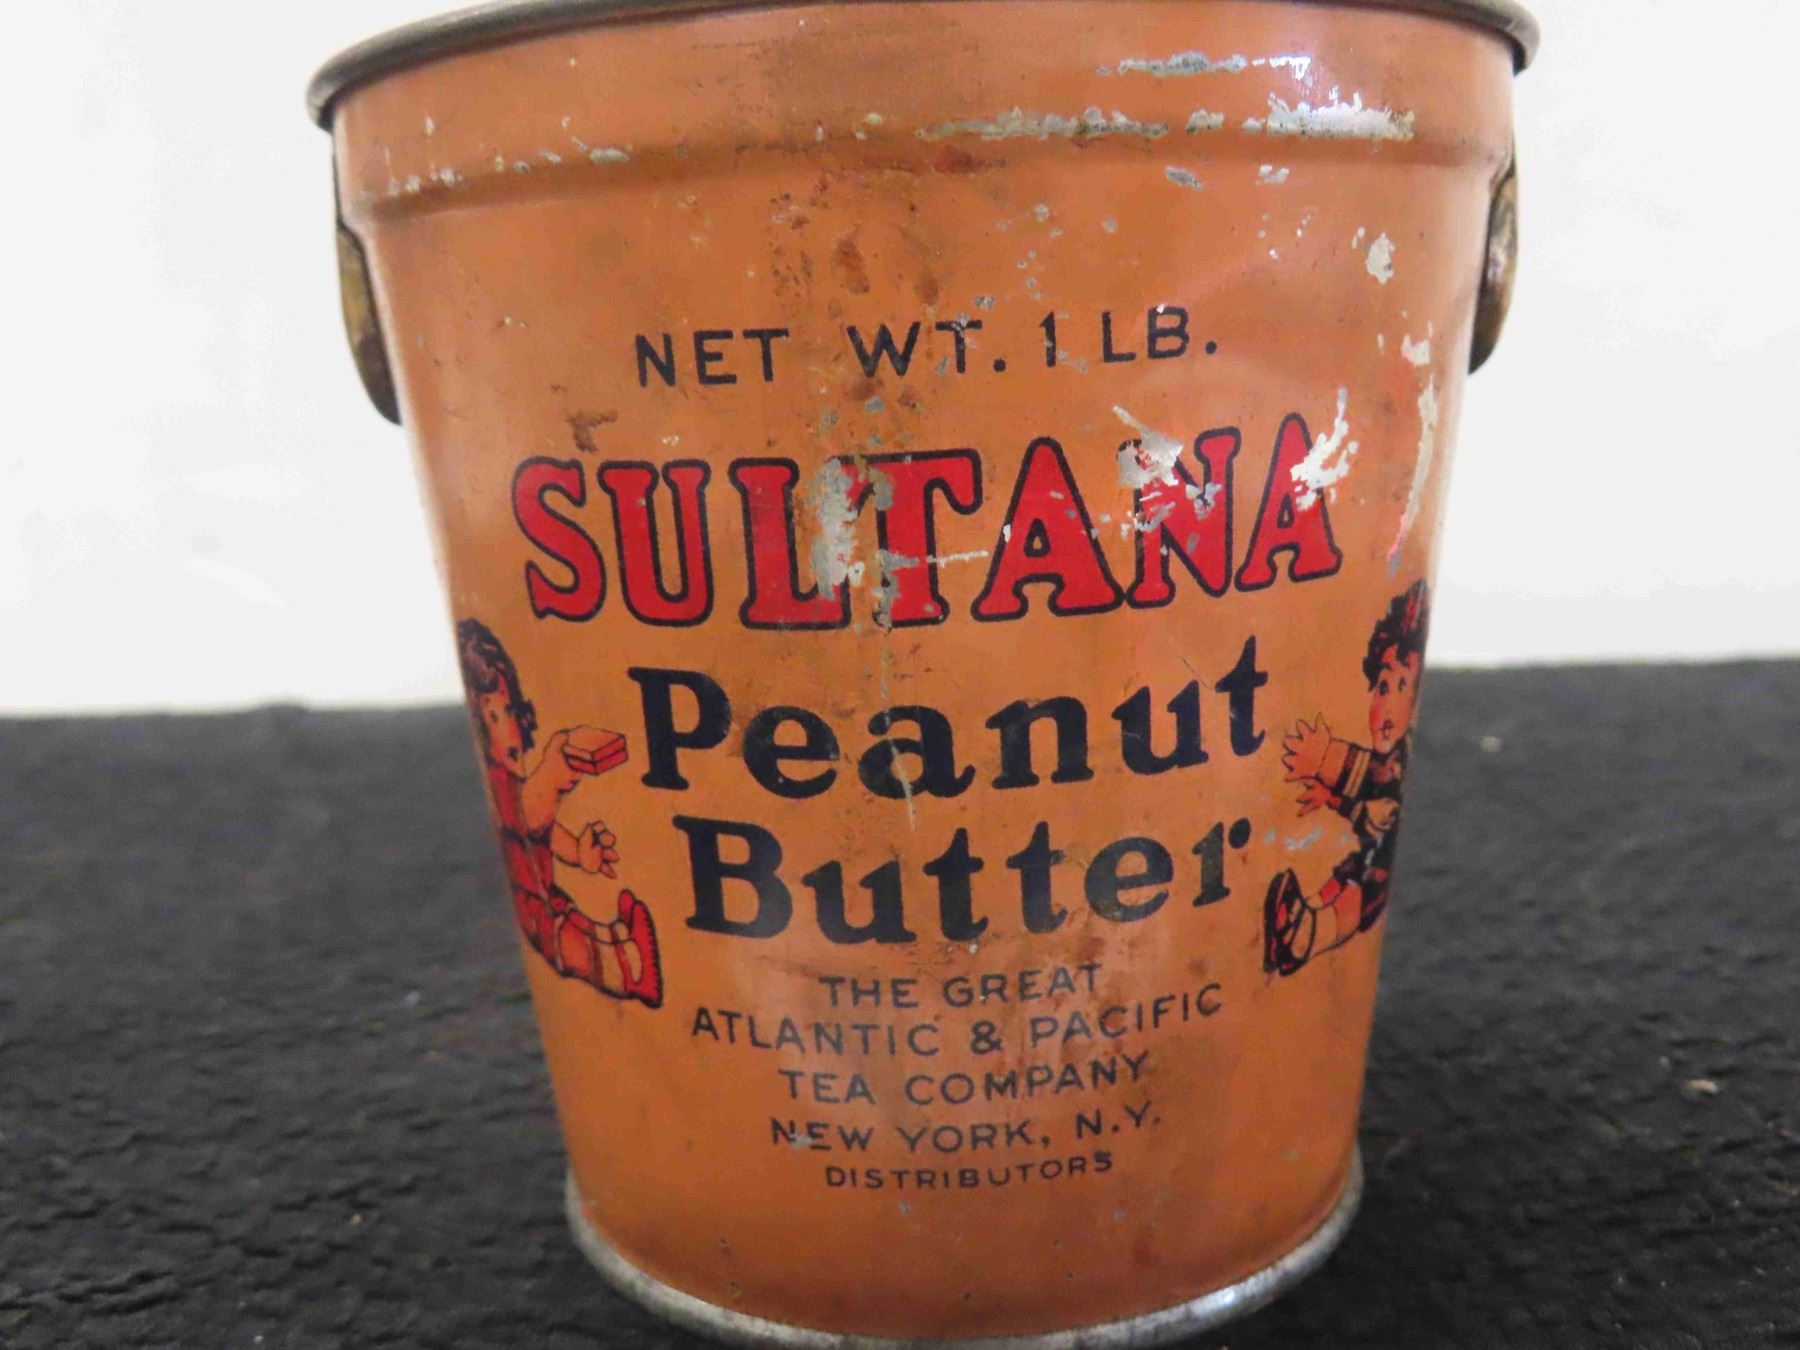 NET WT. 1 LB.
SULTANA
Peanut
Butter
THE GREAT
ATLANTIC & PACIFIC
TEA COMPANY
NEW YORK, N.Y.
DISTRIBUTORS